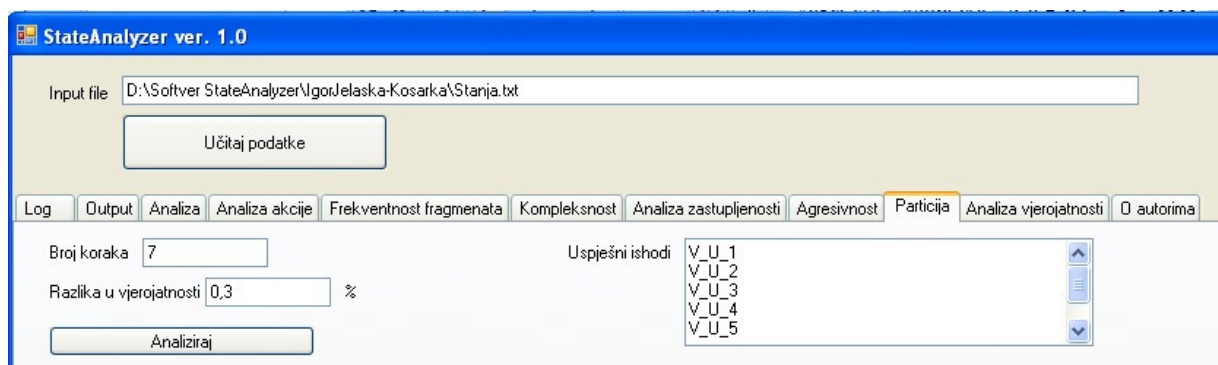 StateAnalyzer ver. 1.0
Input file D:\Softver StateAnalyzer\IgorJelaska-Kosarka\Stanja.txt
Učitaj podatke
Log Output Analiza Analiza akcije Frekventnost fragmenata Kompleksnost Analiza zastupljenosti Agresivnost Particija Analiza vjerojatnosti O autorima
Broj koraka 7
Razlika u vjerojatnosti 0,3 %
Analiziraj
Uspješni ishodi V_U_1
V_U_2
V_U_3
V_U_4
V_U_5